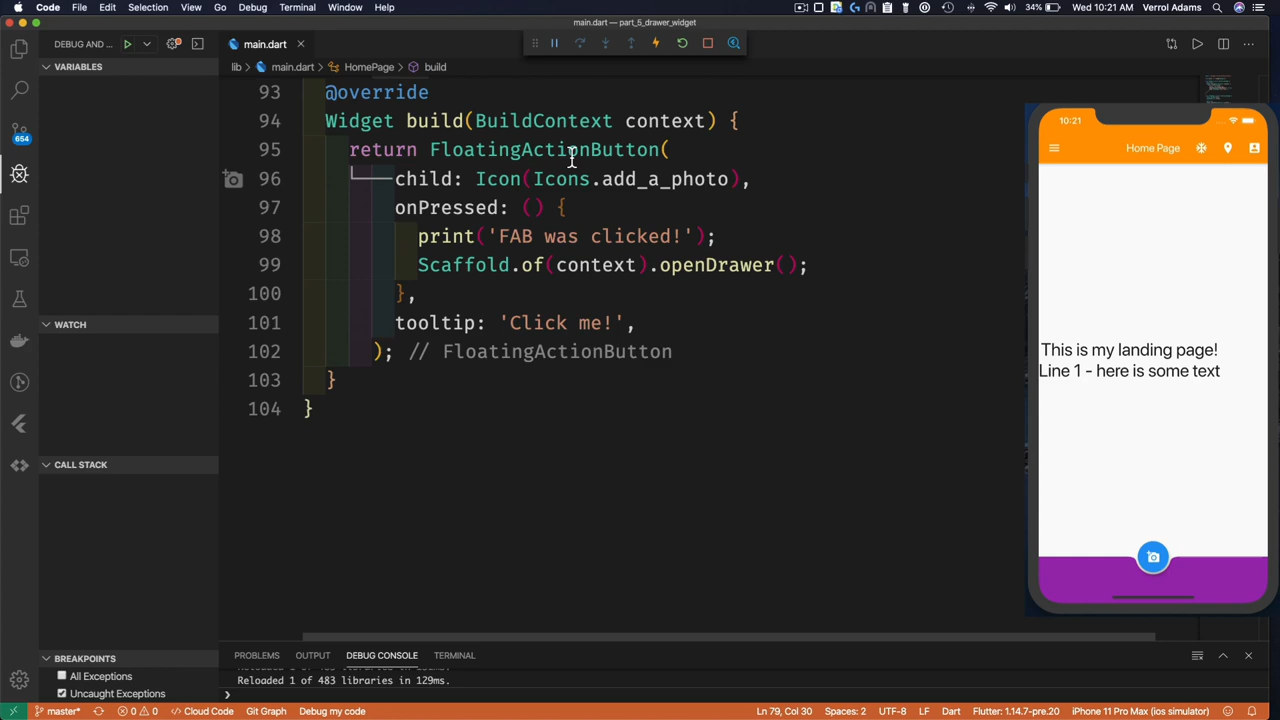 Code File Edit Selection View Go Debug Terminal Window Help 34% Wed 10:21 AM Verrol Adams
main.dart — part_5_drawer_widget
DEBUG AND ... main.dart
lib > main.dart > HomePage > build
VARIABLES
93 @override
94 Widget build(BuildContext context) {
95 return FloatingActionButton(
96 child: Icon(Icons.add_a_photo),
97 onPressed: () {
98 print('FAB was clicked!');
99 Scaffold.of(context).openDrawer();
100 },
101 tooltip: 'Click me!',
102 ); // FloatingActionButton
103 }
104 }
654
WATCH
CALL STACK
BREAKPOINTS
All Exceptions
Uncaught Exceptions
10:21
Home Page
This is my landing page!
Line 1 - here is some text
PROBLEMS OUTPUT DEBUG CONSOLE TERMINAL
Reloaded 1 of 483 libraries in 129ms.
master* 0 0 Cloud Code Git Graph Debug my code Ln 79, Col 30 Spaces: 2 UTF-8 LF Dart Flutter: 1.14.7-pre.20 iPhone 11 Pro Max (ios simulator)